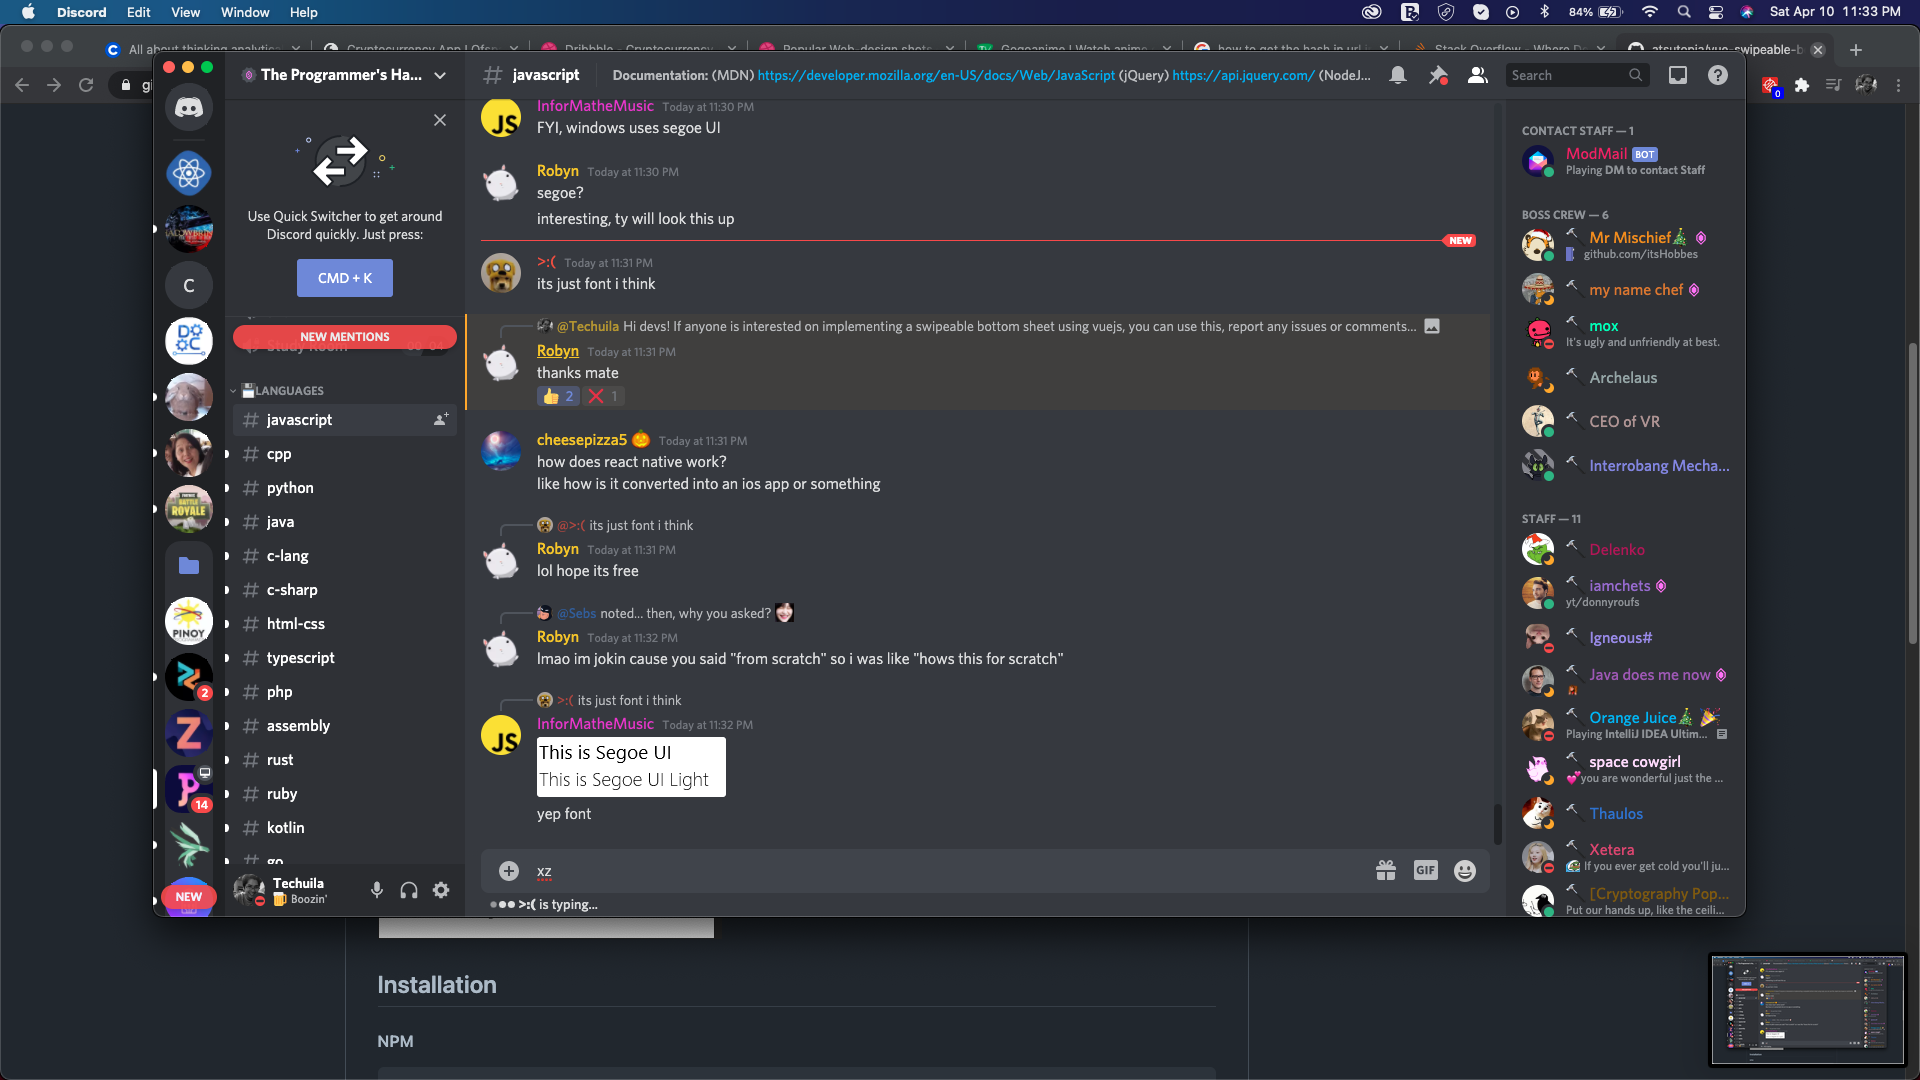 Discord Edit View Window Help
84%
Sat Apr 10 11:33 PM
All about thinking analytics
Cryptocurrency App | Ofs
Dribbble - Cryptocurrency
Popular Web-design shots
Gogoanime | Watch anime
how to get the hash in url i
Stack Overflow - Where D
atsutopia/vue-swipeable-b
gi
0
The Programmer's Ha...
javascript
Documentation: (MDN) https://developer.mozilla.org/en-US/docs/Web/JavaScript (jQuery) https://api.jquery.com/ (NodeJ...
Search
Use Quick Switcher to get around
Discord quickly. Just press:
CMD + K
NEW MENTIONS
Study Room
💾LANGUAGES
# javascript
# cpp
# python
# java
# c-lang
# c-sharp
# html-css
# typescript
# php
# assembly
# rust
# ruby
# kotlin
# go
C
DOC
BATTLE ROYALE
PINOY
2
Z
14
NEW
Techuila
🍺 Boozin'
InforMatheMusic Today at 11:30 PM
JS
FYI, windows uses segoe UI
Robyn Today at 11:30 PM
segoe?
interesting, ty will look this up
NEW
>:( Today at 11:31 PM
its just font i think
@Techuila Hi devs! If anyone is interested on implementing a swipeable bottom sheet using vuejs, you can use this, report any issues or comments...
Robyn Today at 11:31 PM
thanks mate
👍 2 ❌ 1
cheesepizza5 🎃 Today at 11:31 PM
how does react native work?
like how is it converted into an ios app or something
@>:( its just font i think
Robyn Today at 11:31 PM
lol hope its free
@Sebs noted... then, why you asked?
Robyn Today at 11:32 PM
lmao im jokin cause you said "from scratch" so i was like "hows this for scratch"
>:( its just font i think
InforMatheMusic Today at 11:32 PM
JS
This is Segoe UI
This is Segoe UI Light
yep font
xz
GIF
>:( is typing...
CONTACT STAFF — 1
ModMail BOT
Playing DM to contact Staff
BOSS CREW — 6
Mr Mischief🎄
github.com/itsHobbes
my name chef
mox
It's ugly and unfriendly at best.
Archelaus
CEO of VR
Interrobang Mecha...
STAFF — 11
Delenko
iamchets
yt/donnyroufs
Igneous#
Java does me now
Orange Juice🎄 🎉
Playing IntelliJ IDEA Ultim...
space cowgirl
💕you are wonderful just the ...
Thaulos
Xetera
If you ever get cold you'll ju...
[Cryptography Pop...
Put our hands up, like the ceili...
Installation
NPM